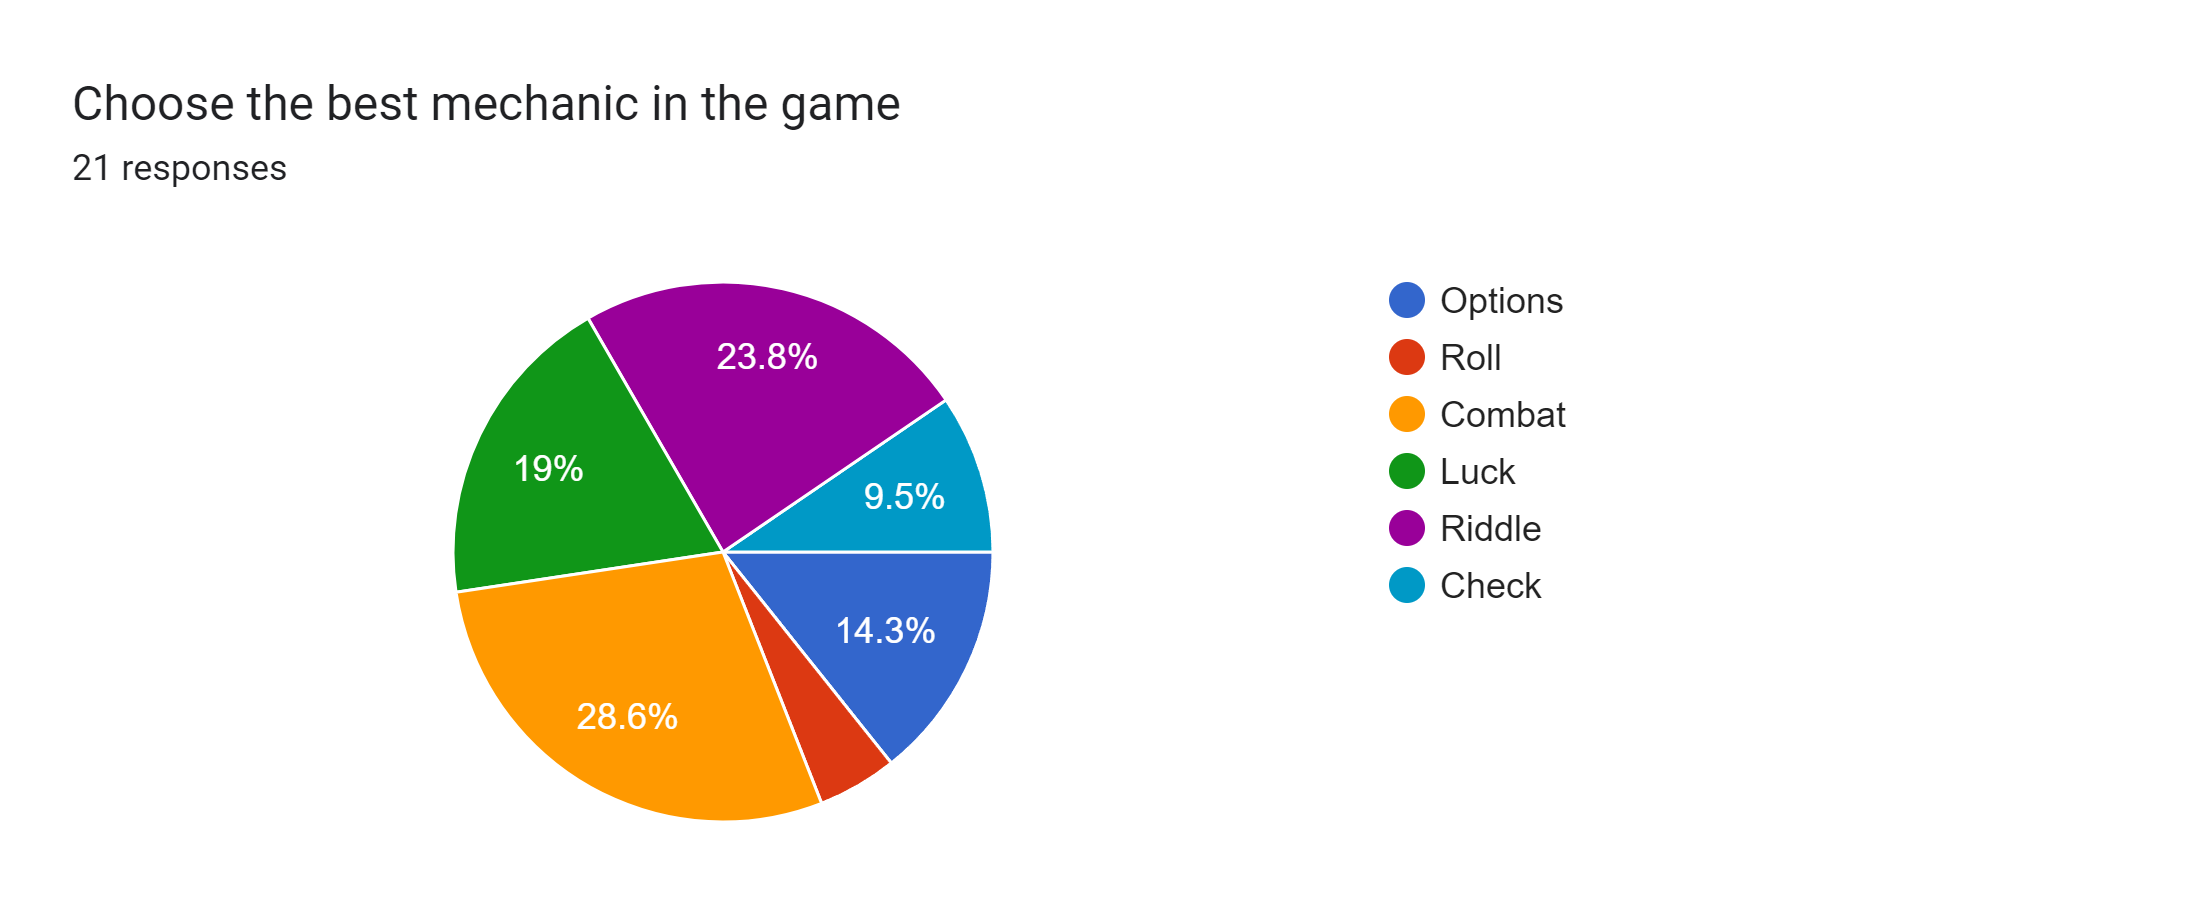 Choose the best mechanic in the game
21 responses
23.8%
19%
9.5%
14.3%
28.6%
Options
Roll
Combat
Luck
Riddle
Check